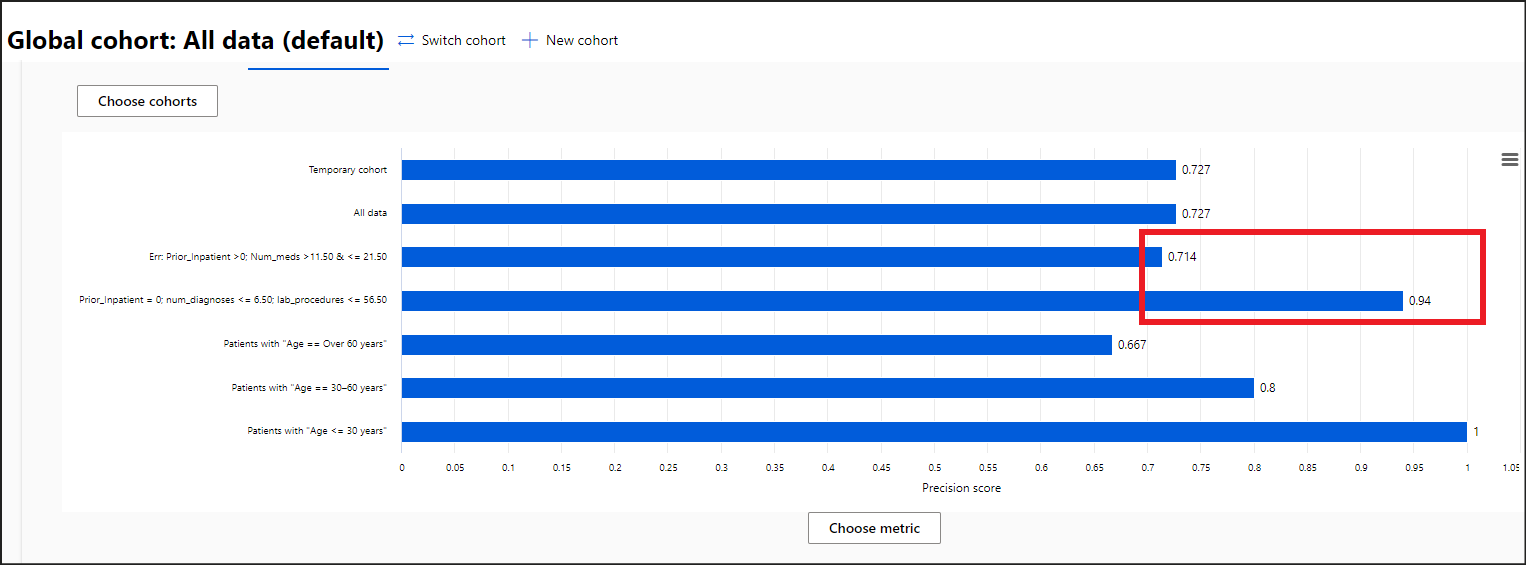 Global cohort: All data (default) Switch cohort New cohort
Choose cohorts
Temporary cohort 0.727
All data 0.727
Err: Prior_Inpatient >0; Num_meds >11.50 & <= 21.50 0.714
Prior_Inpatient = 0; num_diagnoses <= 6.50; lab_procedures <= 56.50 0.94
Patients with "Age == Over 60 years" 0.667
Patients with "Age == 30–60 years" 0.8
Patients with "Age <= 30 years" 1
0 0.05 0.1 0.15 0.2 0.25 0.3 0.35 0.4 0.45 0.5 0.55 0.6 0.65 0.7 0.75 0.8 0.85 0.9 0.95 1 1.05
Precision score
Choose metric